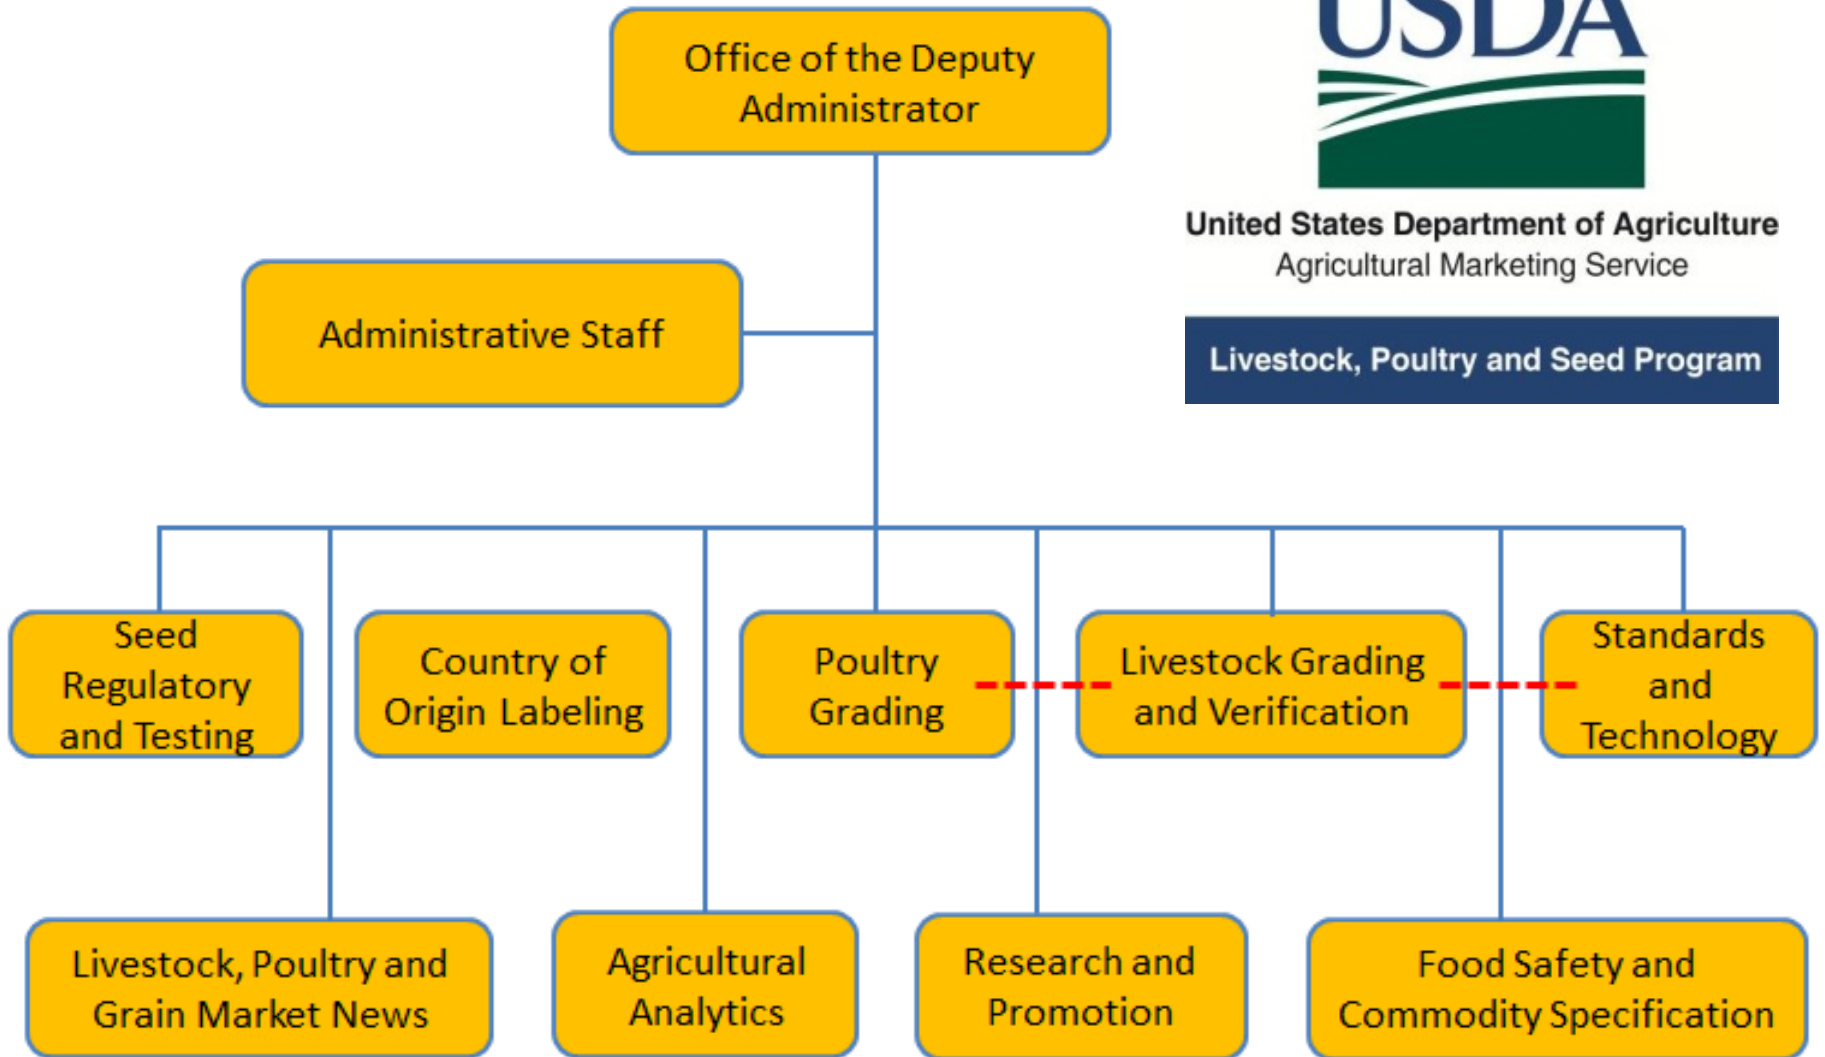 Office of the Deputy
Administrator
USDA
United States Department of Agriculture
Agricultural Marketing Service
Livestock, Poultry and Seed Program
Administrative Staff
Seed
Regulatory
and Testing
Country of
Origin Labeling
Poultry
Grading
Livestock Grading
and Verification
Standards
and
Technology
Livestock, Poultry and
Grain Market News
Agricultural
Analytics
Research and
Promotion
Food Safety and
Commodity Specification